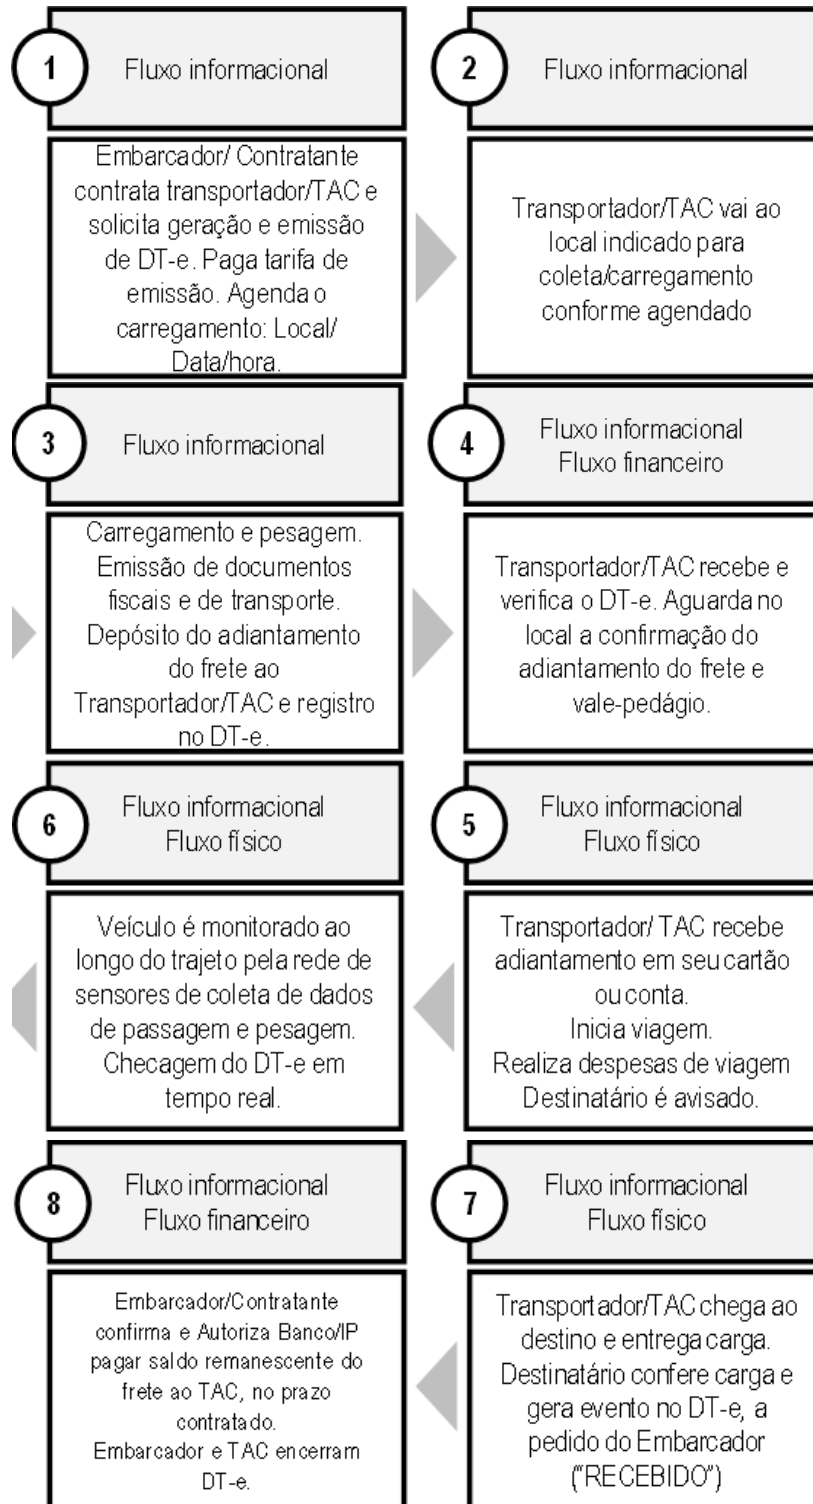 1
Fluxo informacional
Embarcador/ Contratante
contrata transportador/TAC e
solicita geração e emissão
de DT-e. Paga tarifa de
emissão. Agenda o
carregamento: Local/
Data/hora.
2
Fluxo informacional
Transportador/TAC vai ao
local indicado para
coleta/carregamento
conforme agendado
3
Fluxo informacional
Carregamento e pesagem.
Emissão de documentos
fiscais e de transporte.
Depósito do adiantamento
do frete ao
Transportador/TAC e registro
no DT-e.
4
Fluxo informacional
Fluxo financeiro
Transportador/TAC recebe e
verifica o DT-e. Aguarda no
local a confirmação do
adiantamento do frete e
vale-pedágio.
5
Fluxo informacional
Fluxo físico
Transportador/ TAC recebe
adiantamento em seu cartão
ou conta.
Inicia viagem.
Realiza despesas de viagem
Destinatário é avisado.
6
Fluxo informacional
Fluxo físico
Veículo é monitorado ao
longo do trajeto pela rede de
sensores de coleta de dados
de passagem e pesagem.
Checagem do DT-e em
tempo real.
7
Fluxo informacional
Fluxo físico
Transportador/TAC chega ao
destino e entrega carga.
Destinatário confere carga e
gera evento no DT-e, a
pedido do Embarcador
("RECEBIDO")
8
Fluxo informacional
Fluxo financeiro
Embarcador/Contratante
confirma e Autoriza Banco/IP
pagar saldo remanescente do
frete ao TAC, no prazo
contratado.
Embarcador e TAC encerram
DT-e.